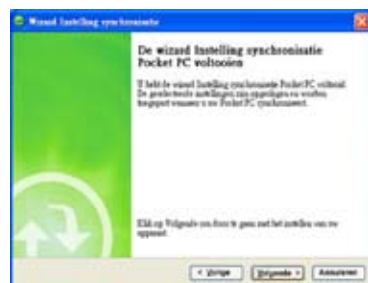 Wizard Instelling synchronisatie
De wizard Instelling synchronisatie
Pocket PC voltooien
U hebt de wizard Instelling synchronisatie Pocket PC voltooid.
De geselecteerde instellingen zijn opgeslagen en worden
toegepast wanneer u uw Pocket PC synchroniseert.
Klik op Volgende om door te gaan met het instellen van uw
apparaat.
< Vorige
Volgende >
Annuleren